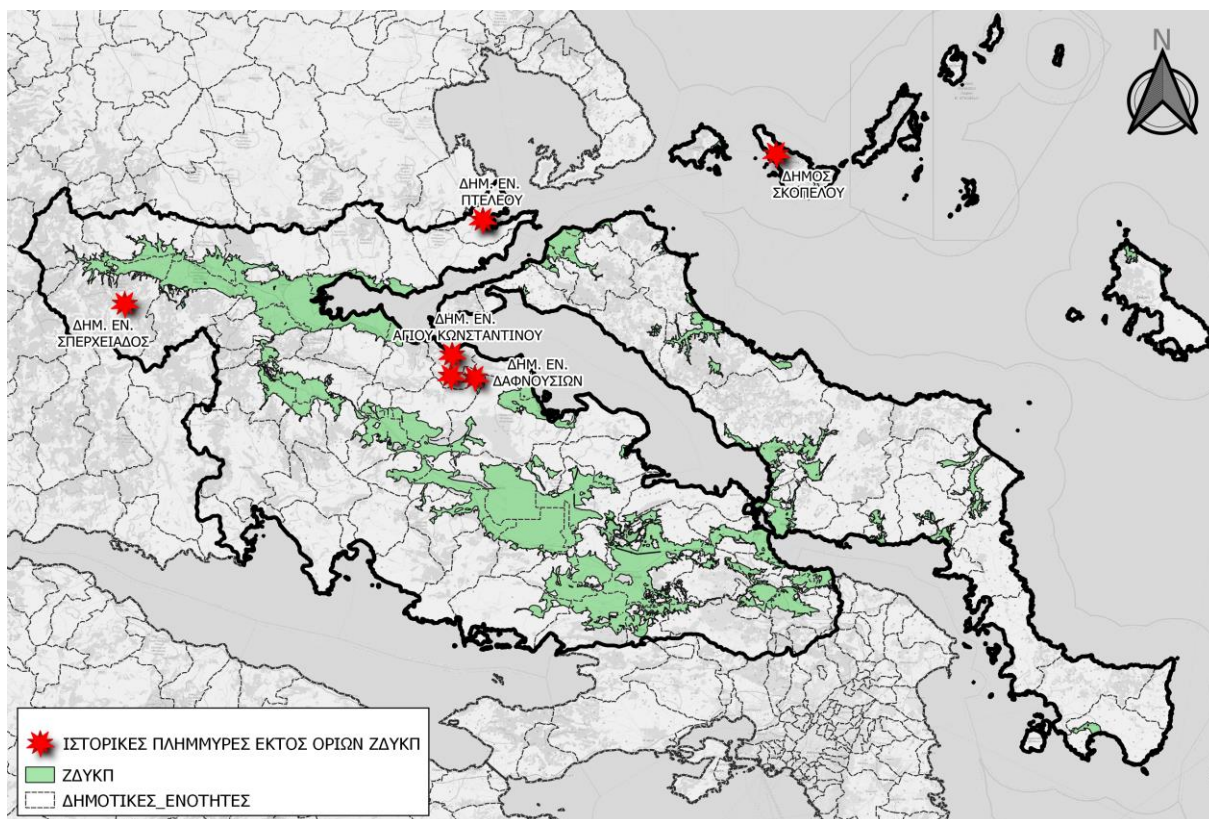 N
ΔΗΜΟΣ
ΣΚΟΠΕΛΟΥ
ΔΗΜ. ΕΝ.
ΠΤΕΛΕΟΥ
ΔΗΜ. ΕΝ.
ΣΠΕΡΧΕΙΑΔΟΣ
ΔΗΜ. ΕΝ.
ΑΓΙΟΥ ΚΩΝΣΤΑΝΤΙΝΟΥ
ΔΗΜ. ΕΝ.
ΔΑΦΝΟΥΣΙΩΝ
ΙΣΤΟΡΙΚΕΣ ΠΛΗΜΜΥΡΕΣ ΕΚΤΟΣ ΟΡΙΩΝ ΖΔΥΚΠ
ΖΔΥΚΠ
ΔΗΜΟΤΙΚΕΣ_ΕΝΟΤΗΤΕΣ